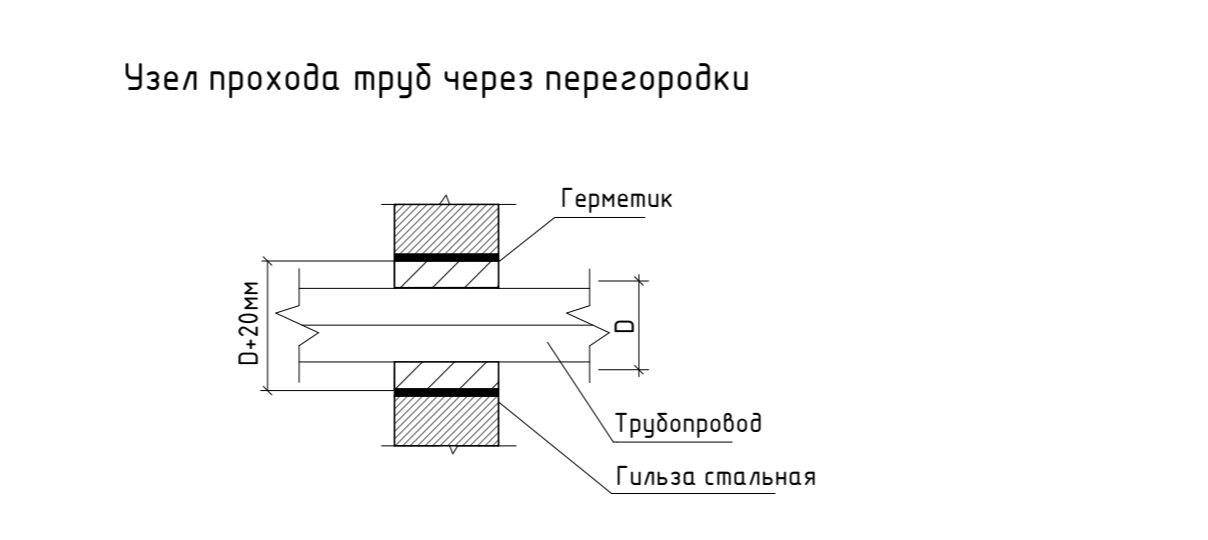 Узел прохода труб через перегородки
Герметик
D+20мм
D
Трубопровод
Гильза стальная